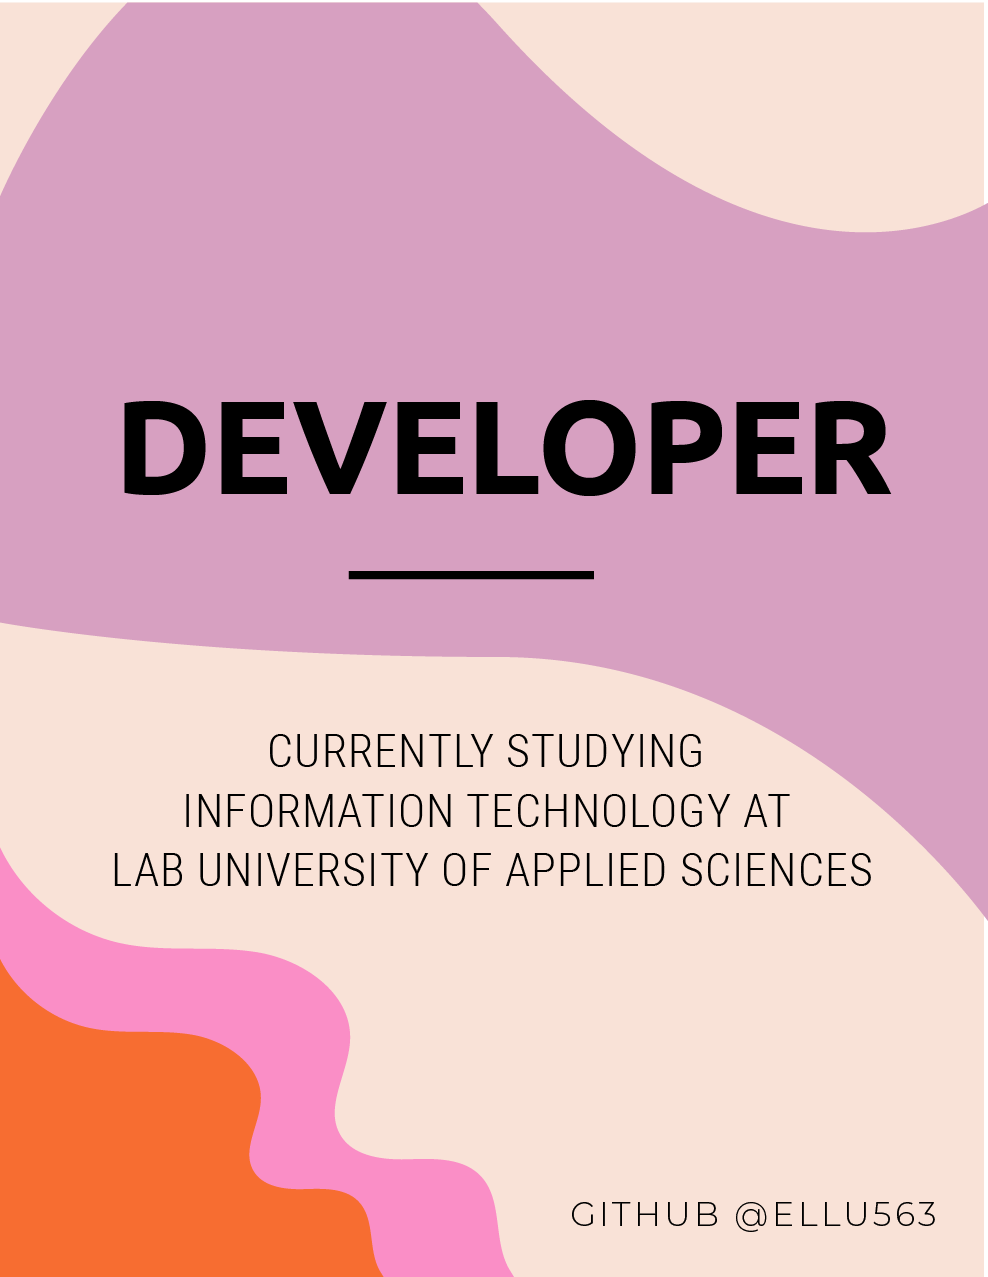 DEVELOPER
CURRENTLY STUDYING
INFORMATION TECHNOLOGY AT
LAB UNIVERSITY OF APPLIED SCIENCES
GITHUB @ELLU563